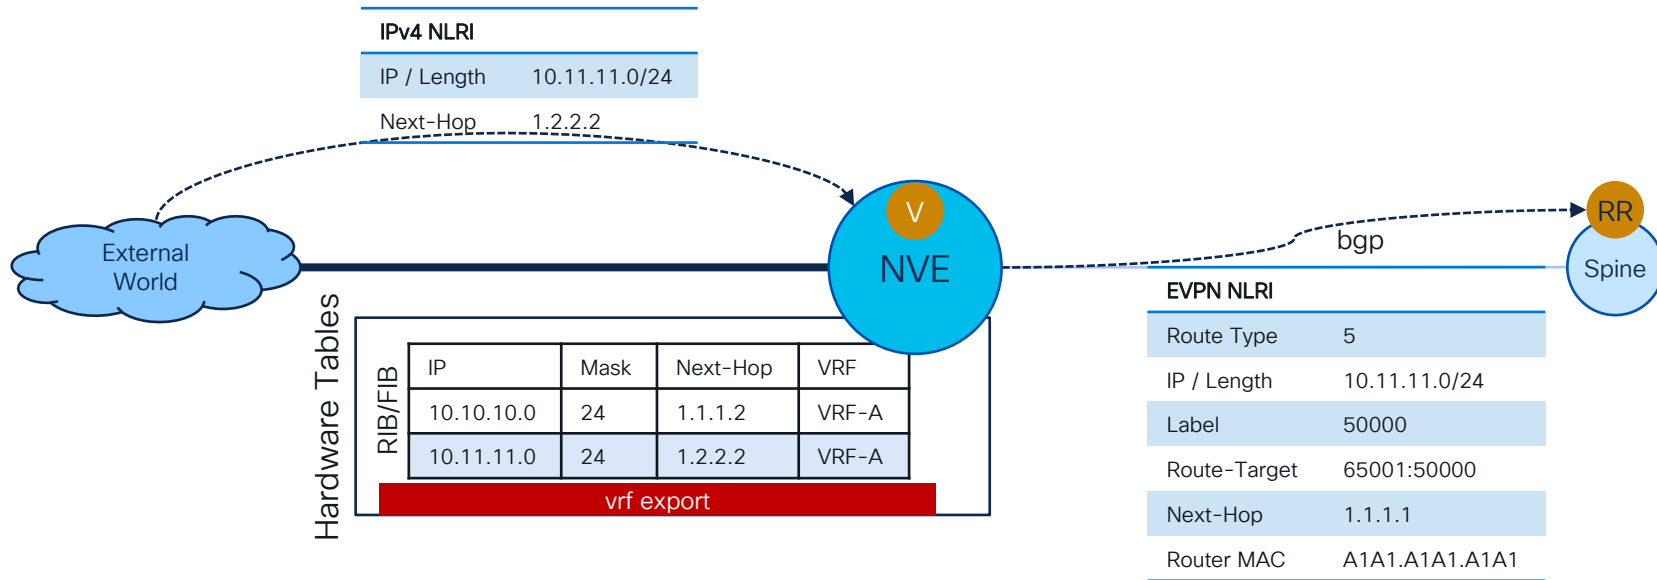 IPv4 NLRI
IP / Length 10.11.11.0/24
Next-Hop 1.2.2.2
External
World
V
NVE
bgp
RR
Spine
Hardware Tables
RIB/FIB
IP Mask Next-Hop VRF
10.10.10.0 24 1.1.1.2 VRF-A
10.11.11.0 24 1.2.2.2 VRF-A
vrf export
EVPN NLRI
Route Type 5
IP / Length 10.11.11.0/24
Label 50000
Route-Target 65001:50000
Next-Hop 1.1.1.1
Router MAC A1A1.A1A1.A1A1